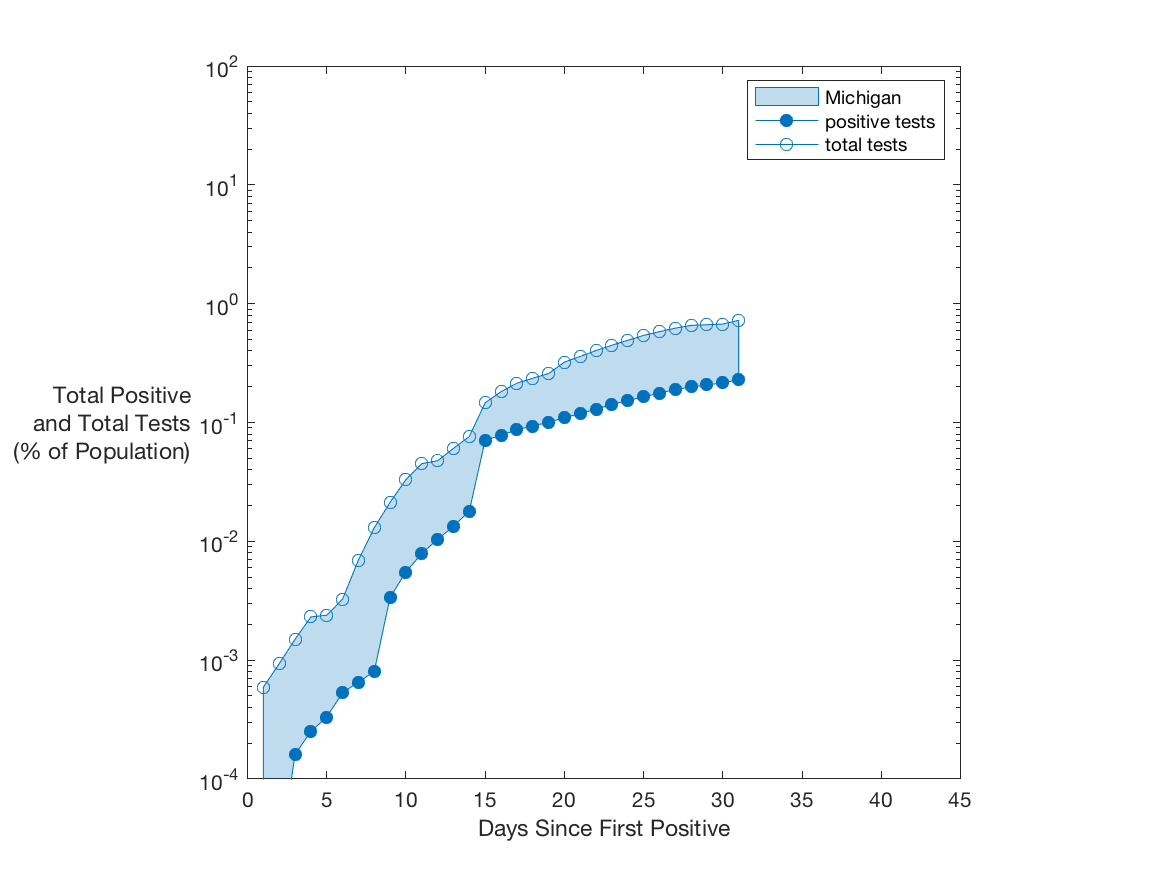 10^2
10^1
10^0
10^-1
10^-2
10^-3
10^-4
Total Positive
and Total Tests
(% of Population)
Michigan
positive tests
total tests
0 5 10 15 20 25 30 35 40 45
Days Since First Positive